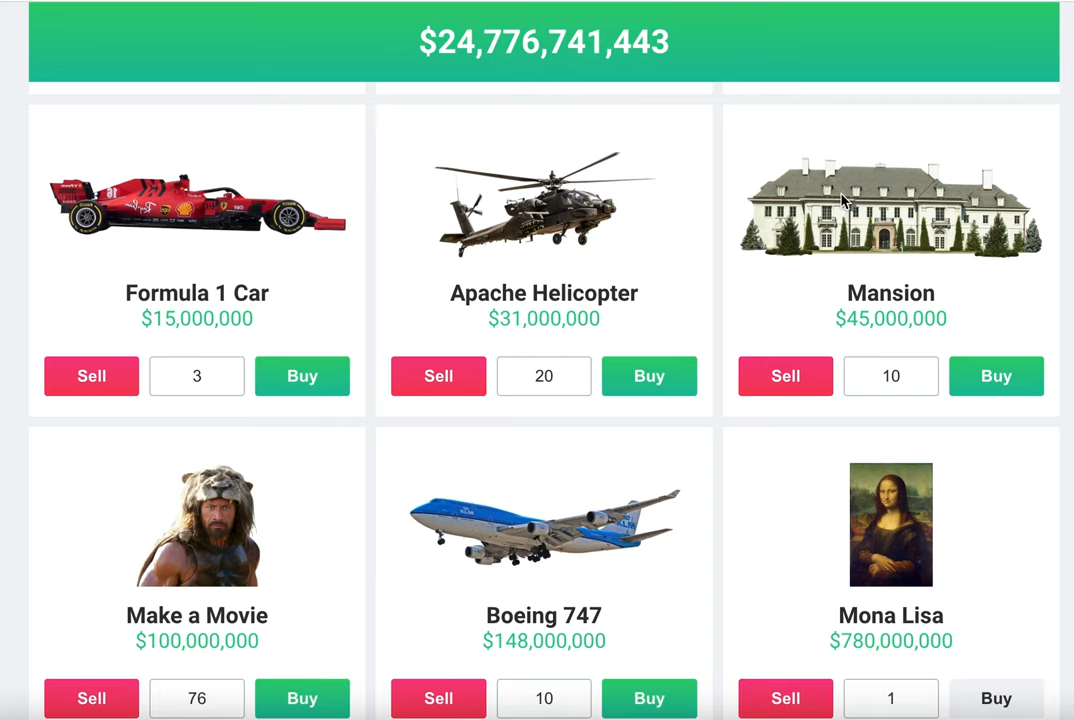 $24,776,741,443
Formula 1 Car
$15,000,000
Sell 3 Buy
Apache Helicopter
$31,000,000
Sell 20 Buy
Mansion
$45,000,000
Sell 10 Buy
Make a Movie
$100,000,000
Sell 76 Buy
Boeing 747
$148,000,000
Sell 10 Buy
Mona Lisa
$780,000,000
Sell 1 Buy
KLM
KLM